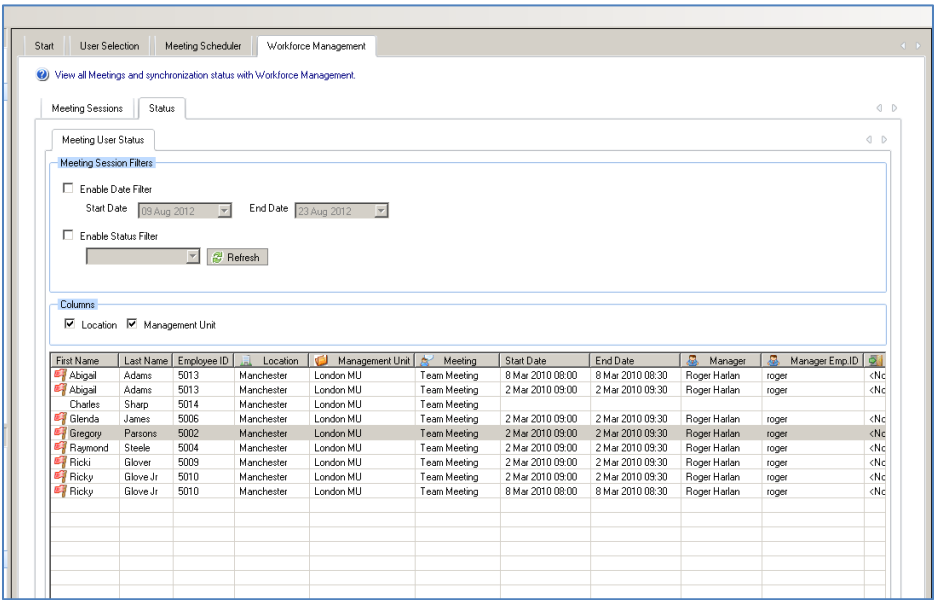 Start User Selection Meeting Scheduler Workforce Management
View all Meetings and synchronization status with Workforce Management.
Meeting Sessions Status
Meeting User Status
Meeting Session Filters
Enable Date Filter
Start Date 09 Aug 2012 End Date 23 Aug 2012
Enable Status Filter
Refresh
Columns
Location Management Unit
First Name Last Name Employee ID Location Management Unit Meeting Start Date End Date Manager Manager Emp.ID
Abigail Adams 5013 Manchester London MU Team Meeting 8 Mar 2010 08:00 8 Mar 2010 08:30 Roger Harlan roger <No
Abigail Adams 5013 Manchester London MU Team Meeting 2 Mar 2010 09:00 2 Mar 2010 09:30 Roger Harlan roger <No
Charles Sharp 5014 Manchester London MU Team Meeting
Glenda James 5006 Manchester London MU Team Meeting 2 Mar 2010 09:00 2 Mar 2010 09:30 Roger Harlan roger <No
Gregory Parsons 5002 Manchester London MU Team Meeting 2 Mar 2010 09:00 2 Mar 2010 09:30 Roger Harlan roger <No
Raymond Steele 5004 Manchester London MU Team Meeting 2 Mar 2010 09:00 2 Mar 2010 09:30 Roger Harlan roger <No
Ricki Glover 5009 Manchester London MU Team Meeting 2 Mar 2010 09:00 2 Mar 2010 09:30 Roger Harlan roger <No
Ricky Glove Jr 5010 Manchester London MU Team Meeting 2 Mar 2010 09:00 2 Mar 2010 09:30 Roger Harlan roger <No
Ricky Glove Jr 5010 Manchester London MU Team Meeting 8 Mar 2010 08:00 8 Mar 2010 08:30 Roger Harlan roger <No